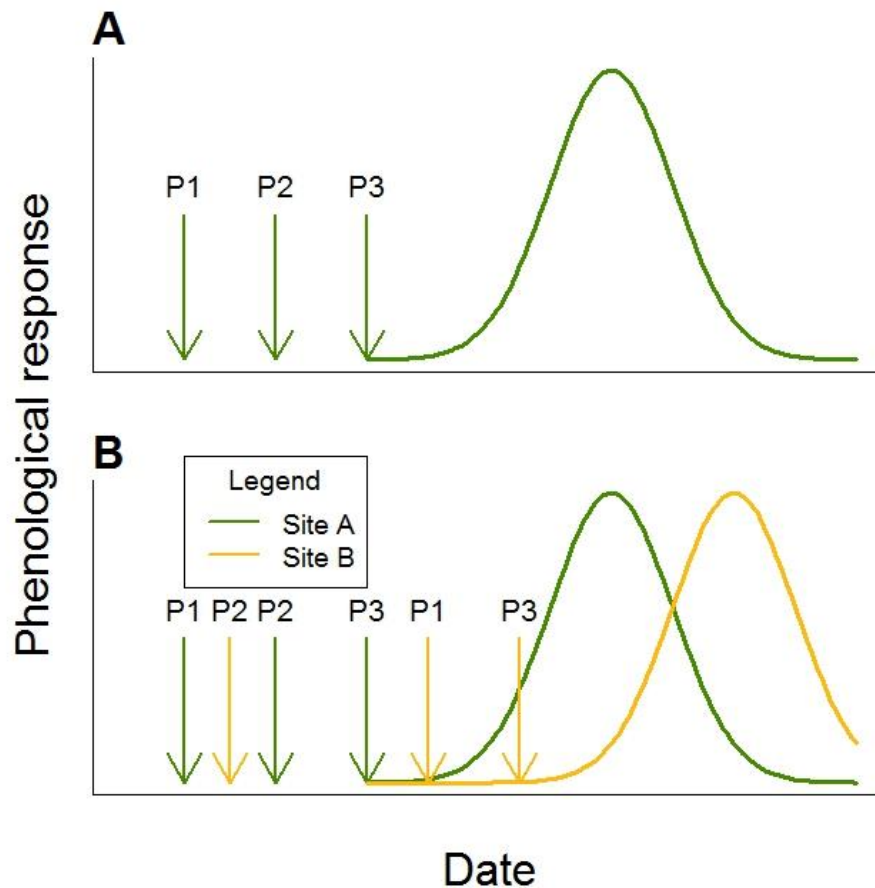 A
P1 P2 P3
Phenological response
B
Legend
Site A
Site B
P1 P2 P2 P3 P1 P3
Date